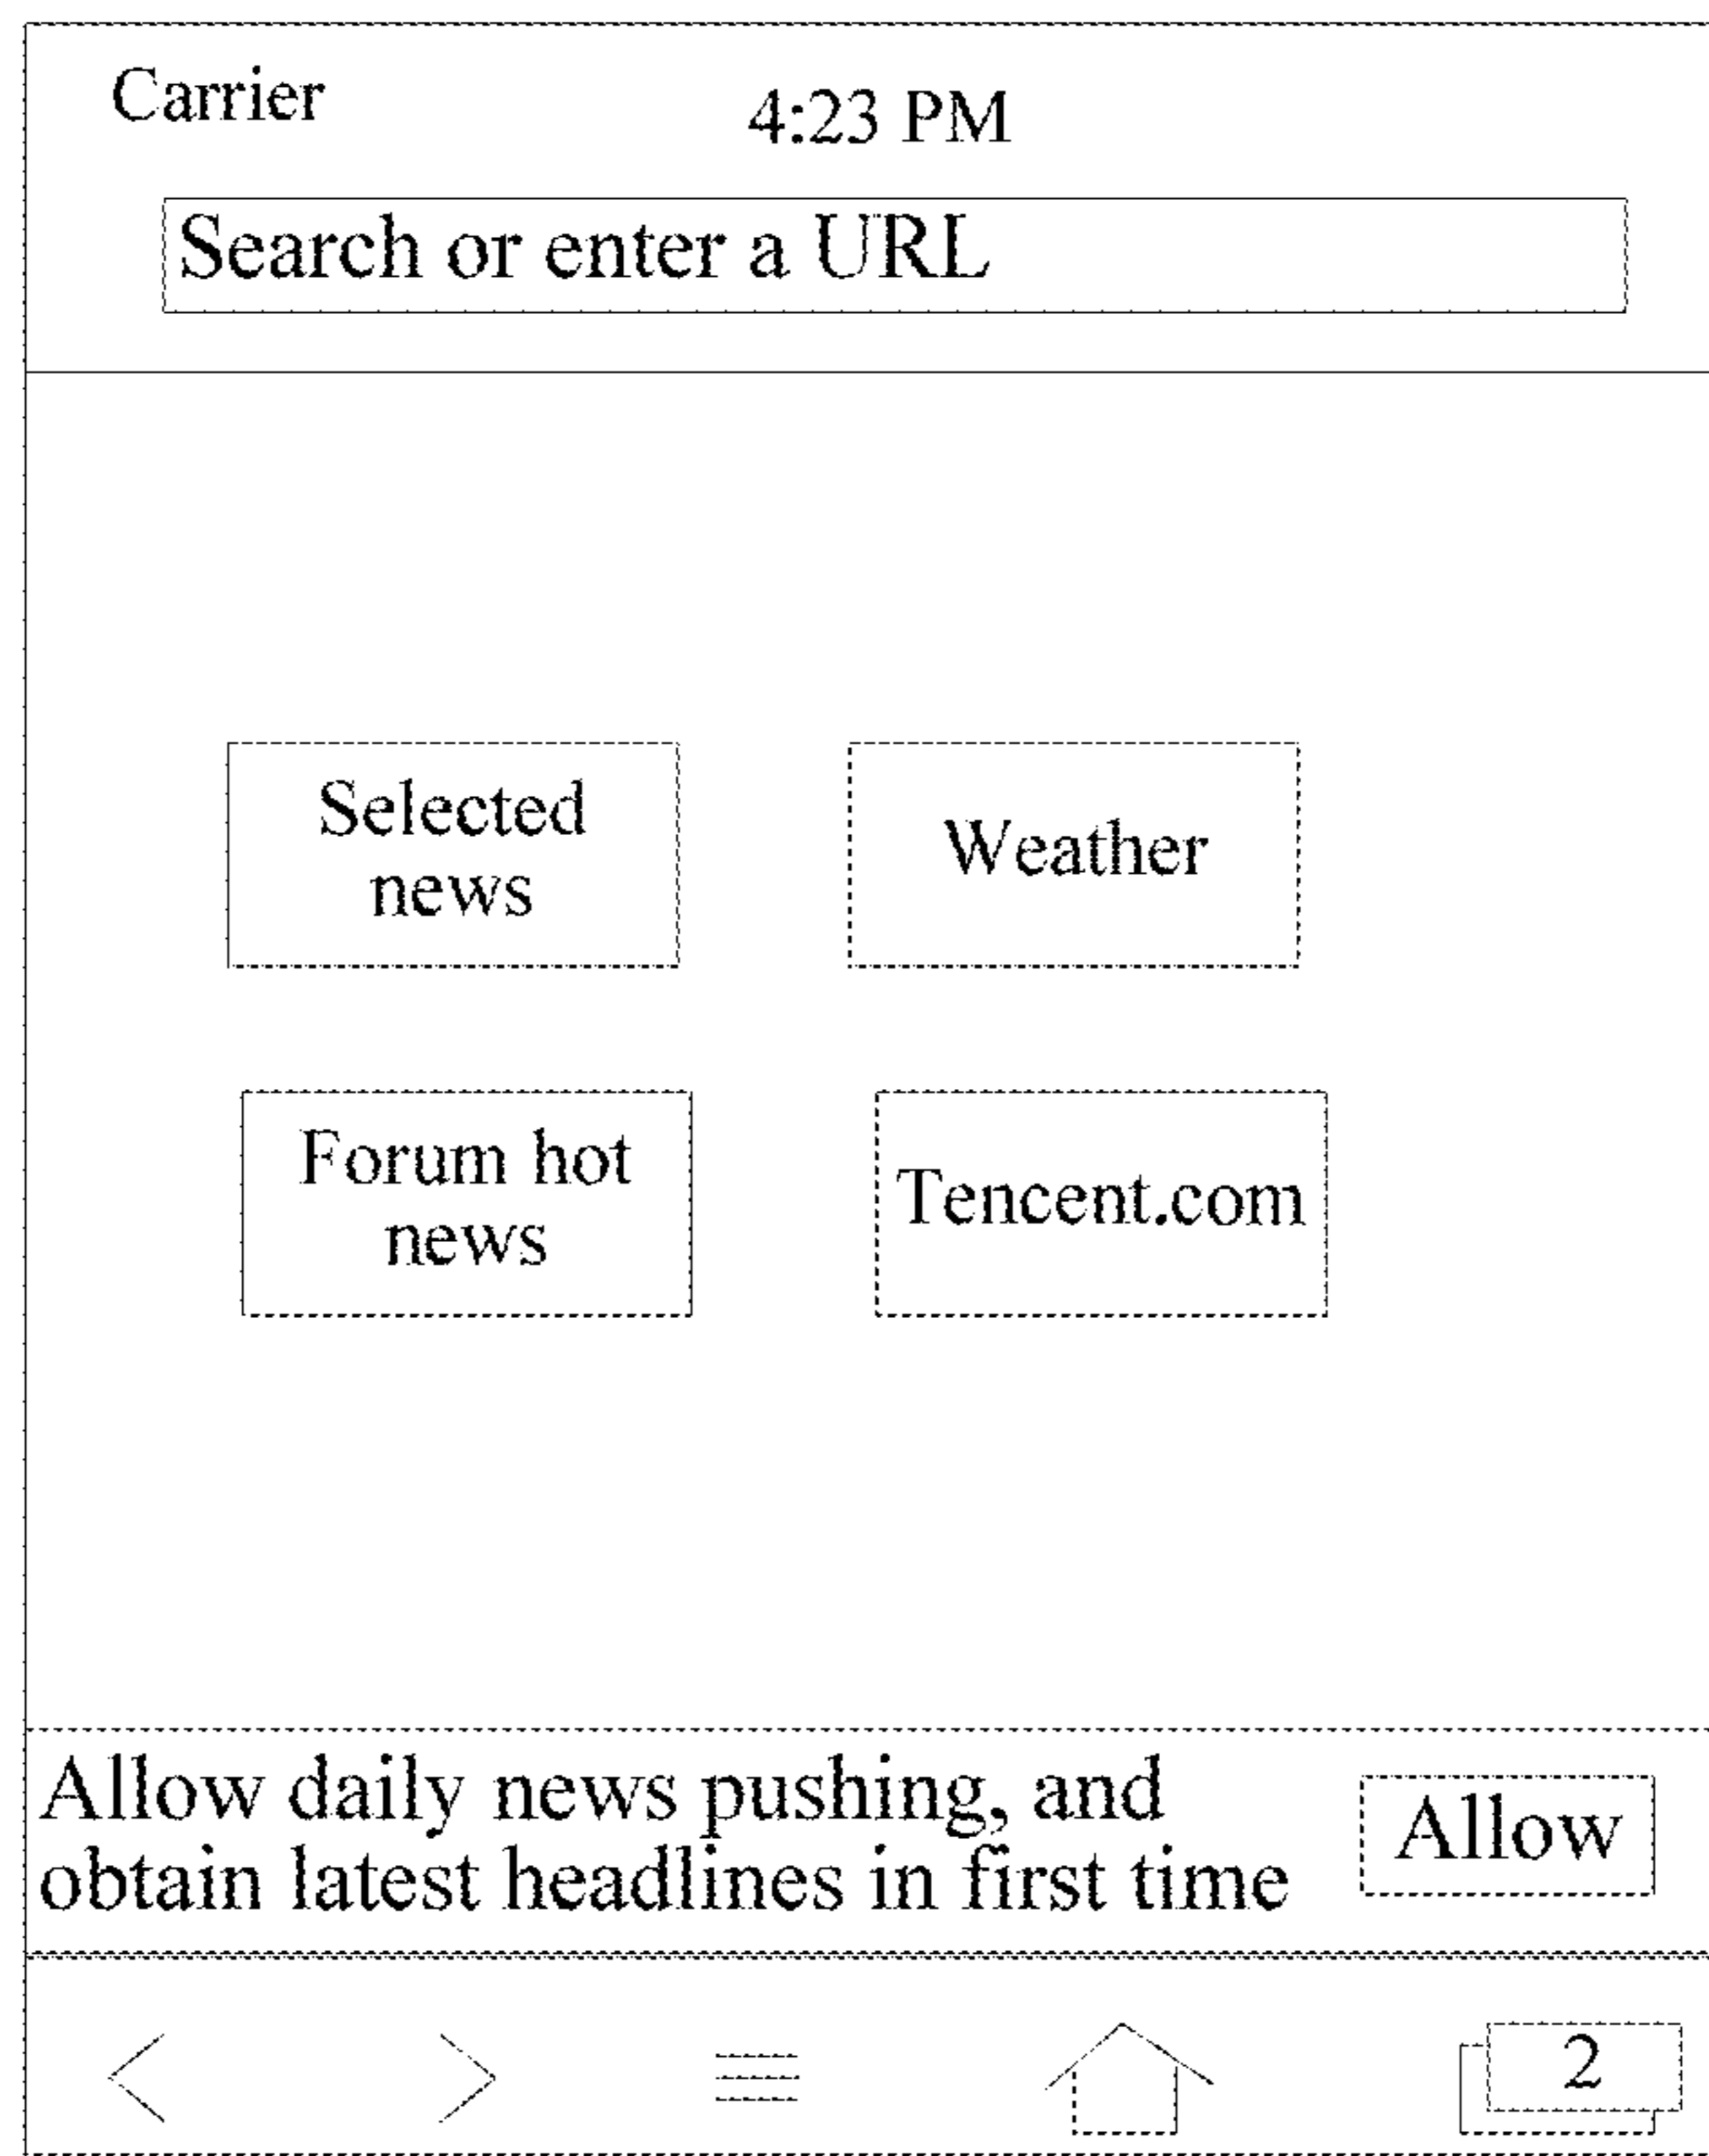 Carrier
4:23 PM
Search or enter a URL
Selected
news
Weather
Forum hot
news
Tencent.com
Allow daily news pushing, and
obtain latest headlines in first time
Allow
2